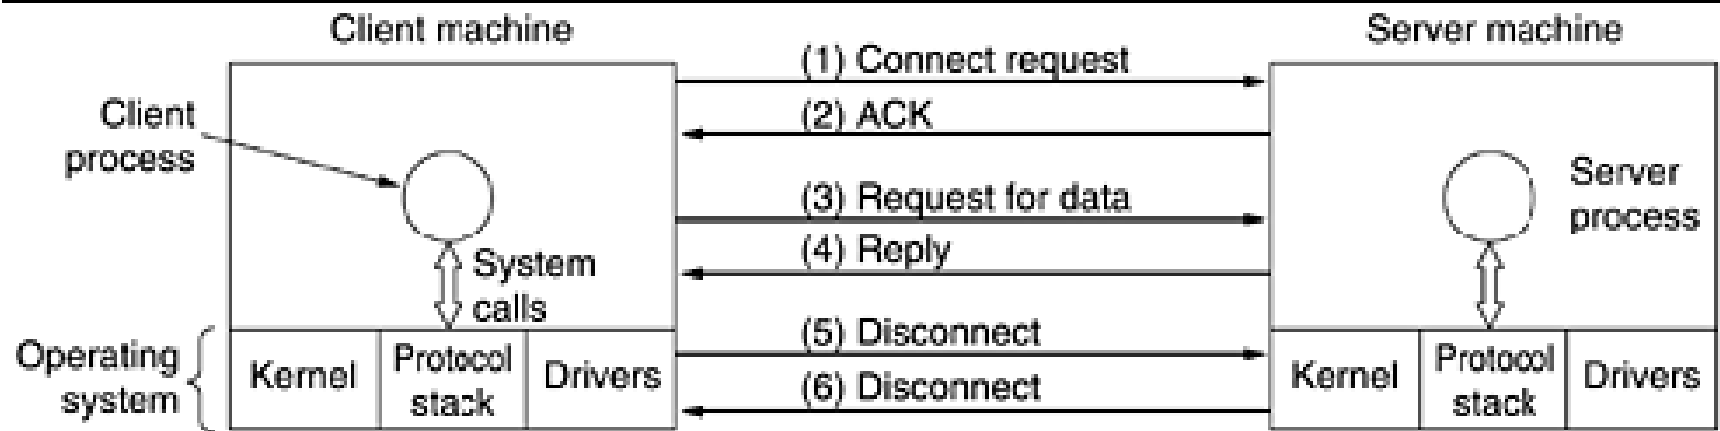 Client machine
Server machine
(1) Connect request
(2) ACK
Client
process
(3) Request for data
(4) Reply
Server
process
System
calls
(5) Disconnect
(6) Disconnect
Operating
system
Kernel
Protocol
stack
Drivers
Kernel
Protocol
stack
Drivers